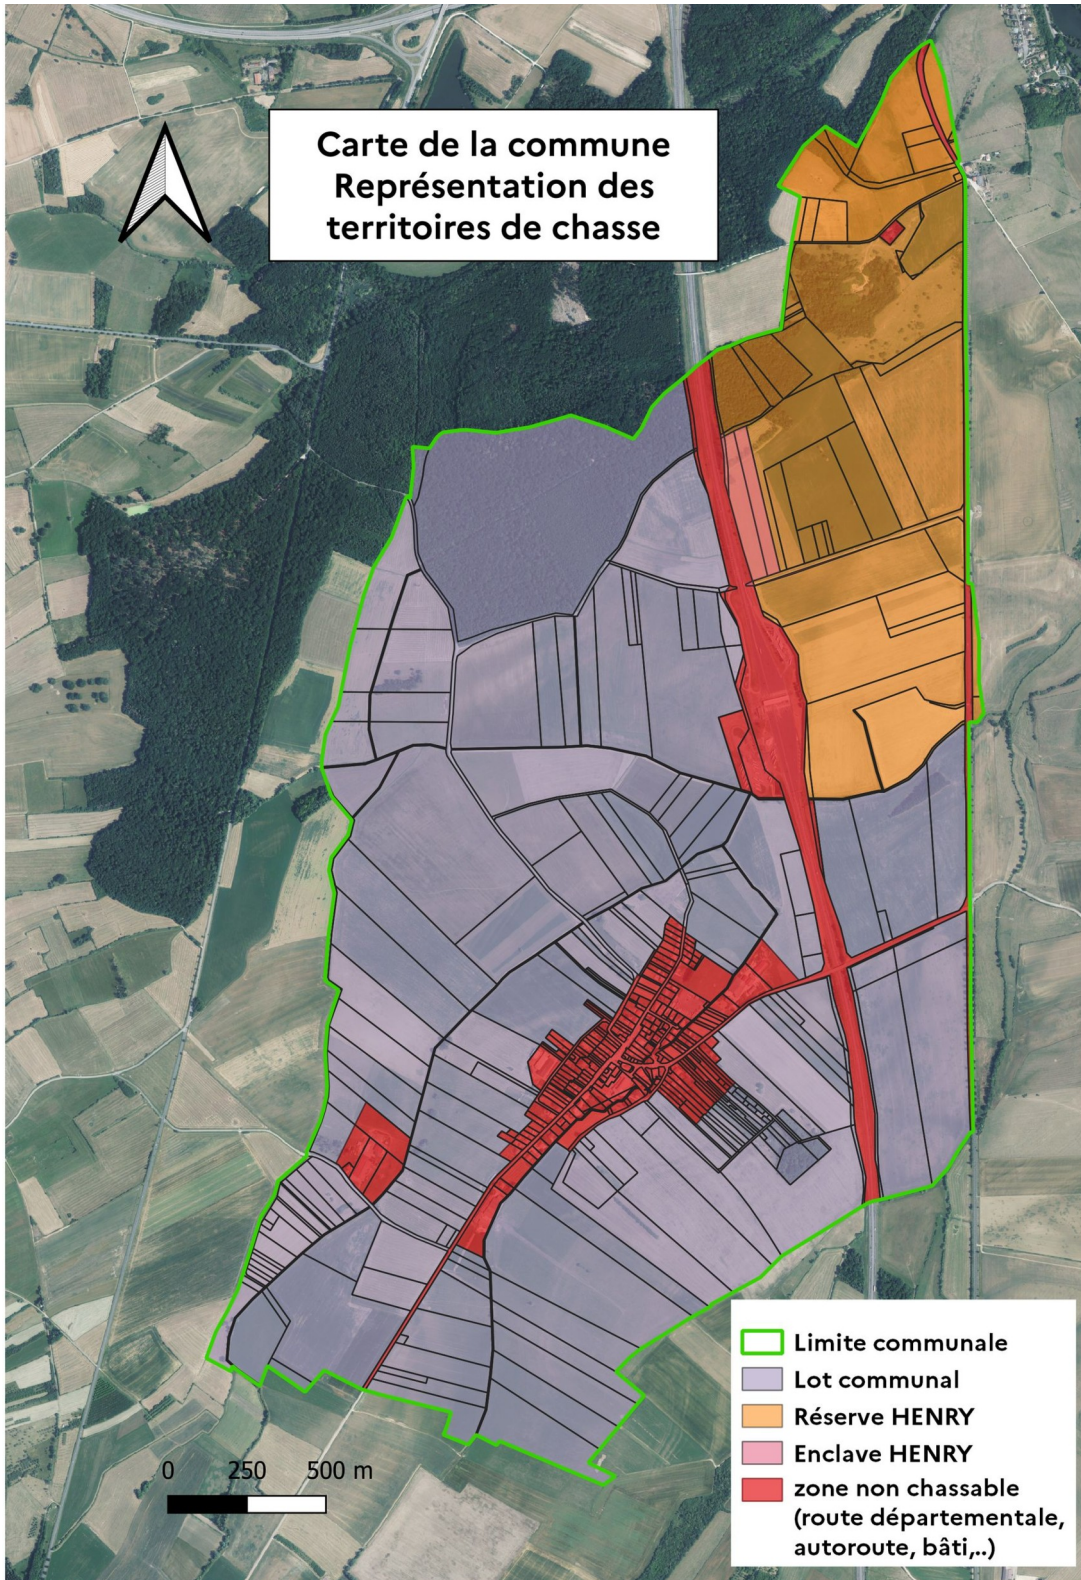 Carte de la commune
Représentation des
territoires de chasse
Limite communale
Lot communal
Réserve HENRY
Enclave HENRY
zone non chassable
(route départementale,
autoroute, bâti,..)
0 250 500 m